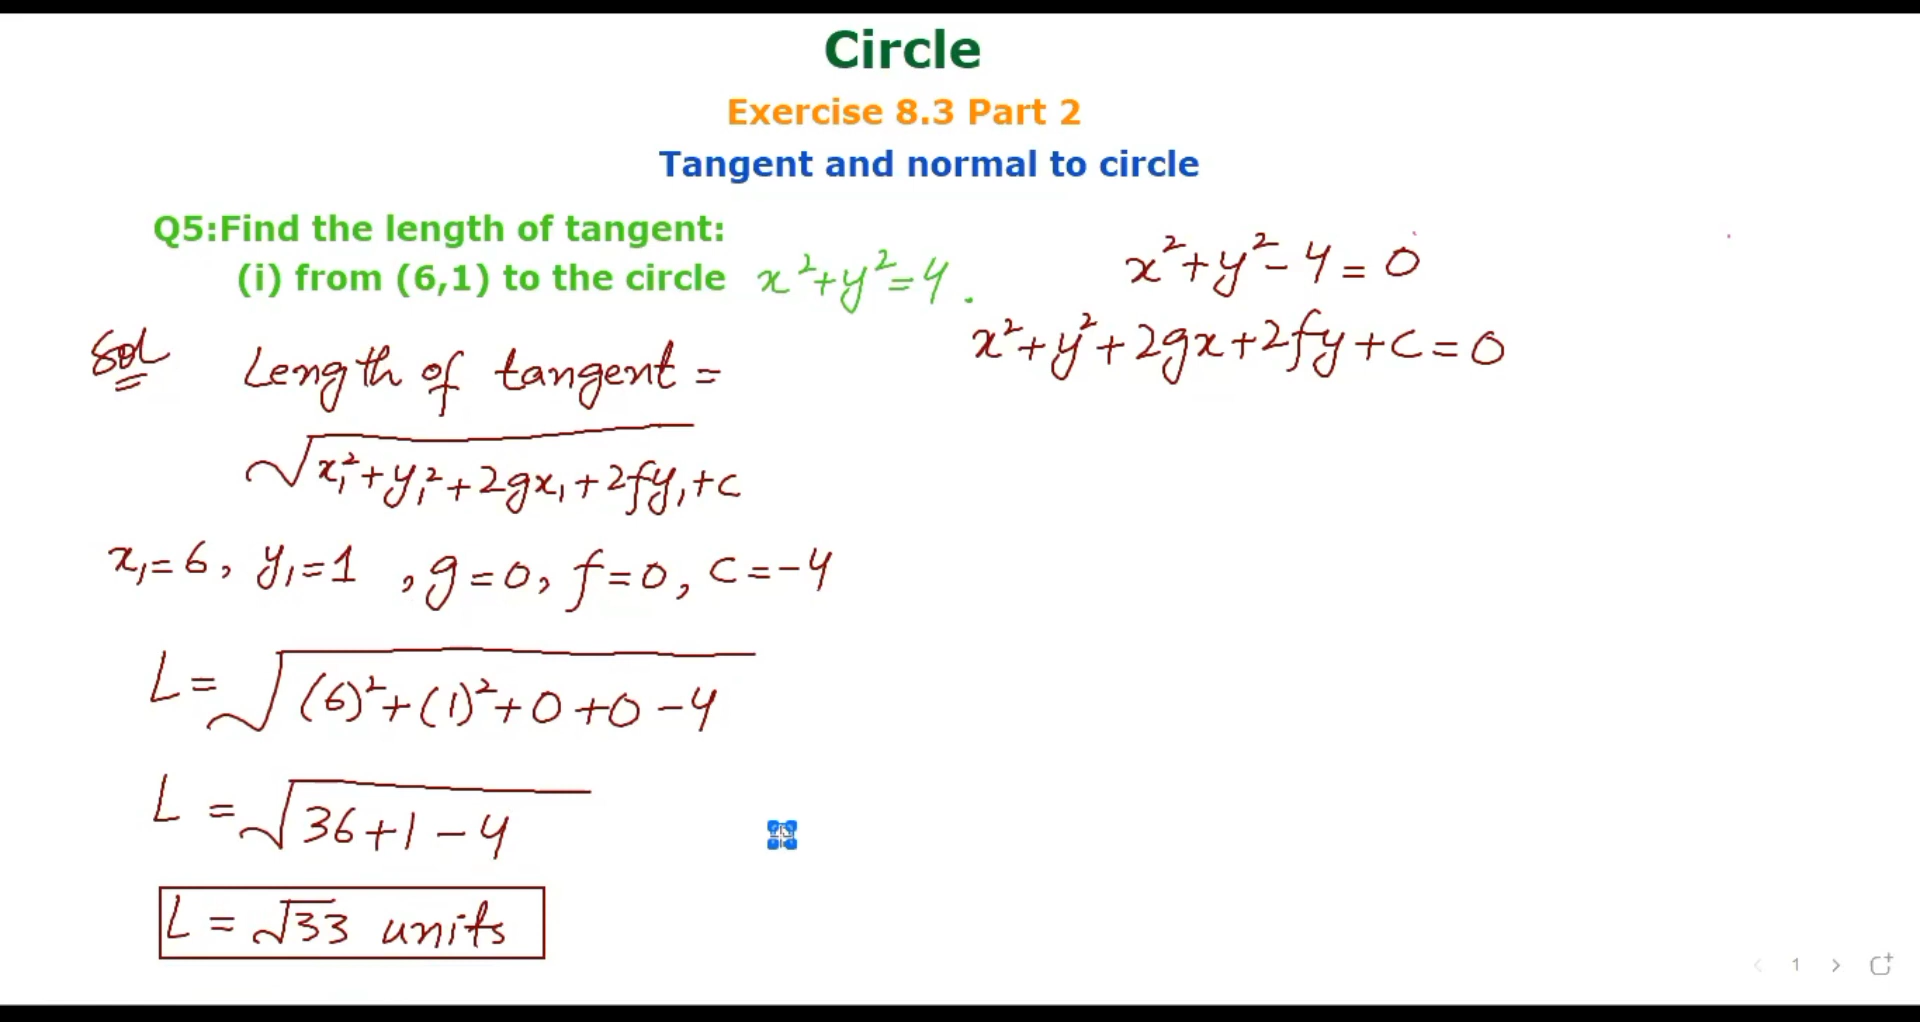 Circle
Exercise 8.3 Part 2
Tangent and normal to circle
Q5:Find the length of tangent:
(i) from (6,1) to the circle x²+y²=4.
x²+y²-4=0
x²+y²+2gx+2fy+c=0
Sol
Length of tangent =
√x₁²+y₁²+2gx₁+2fy₁+c
x₁=6, y₁=1 , g=0, f=0, c=-4
L=√(6)²+(1)²+0+0-4
L=√36+1-4
L=√33 units
1